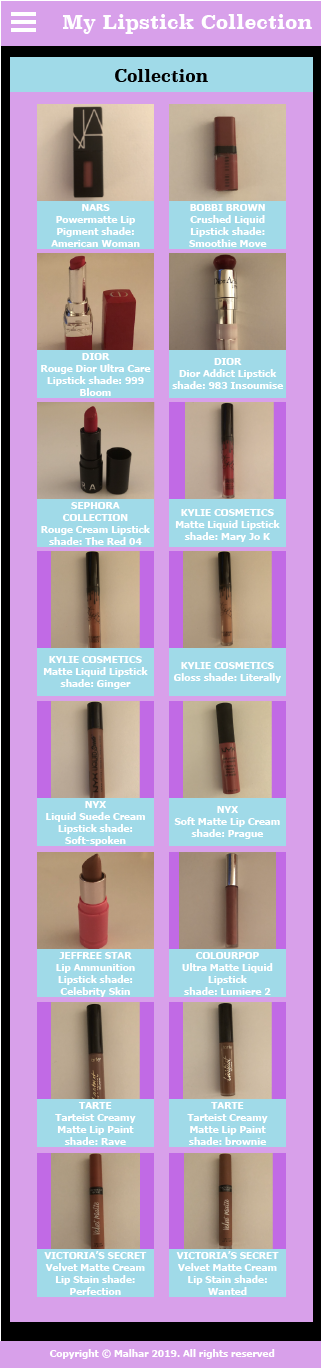 My Lipstick Collection
Collection
NARS
Powermatte Lip
Pigment shade:
American Woman
BOBBI BROWN
Crushed Liquid
Lipstick shade:
Smoothie Move
DIOR
Rouge Dior Ultra Care
Lipstick shade: 999
Bloom
DIOR
Dior Addict Lipstick
shade: 983 Insoumise
SEPHORA
COLLECTION
Rouge Cream Lipstick
shade: The Red 04
KYLIE COSMETICS
Matte Liquid Lipstick
shade: Mary Jo K
KYLIE COSMETICS
Matte Liquid Lipstick
shade: Ginger
KYLIE COSMETICS
Gloss shade: Literally
NYX
Liquid Suede Cream
Lipstick shade:
Soft-spoken
NYX
Soft Matte Lip Cream
shade: Prague
JEFFREE STAR
Lip Ammunition
Lipstick shade:
Celebrity Skin
COLOURPOP
Ultra Matte Liquid
Lipstick
shade: Lumiere 2
TARTE
Tarteist Creamy
Matte Lip Paint
shade: Rave
TARTE
Tarteist Creamy
Matte Lip Paint
shade: brownie
VICTORIA'S SECRET
Velvet Matte Cream
Lip Stain shade:
Perfection
VICTORIA'S SECRET
Velvet Matte Cream
Lip Stain shade:
Wanted
Copyright © Malhar 2019. All rights reserved